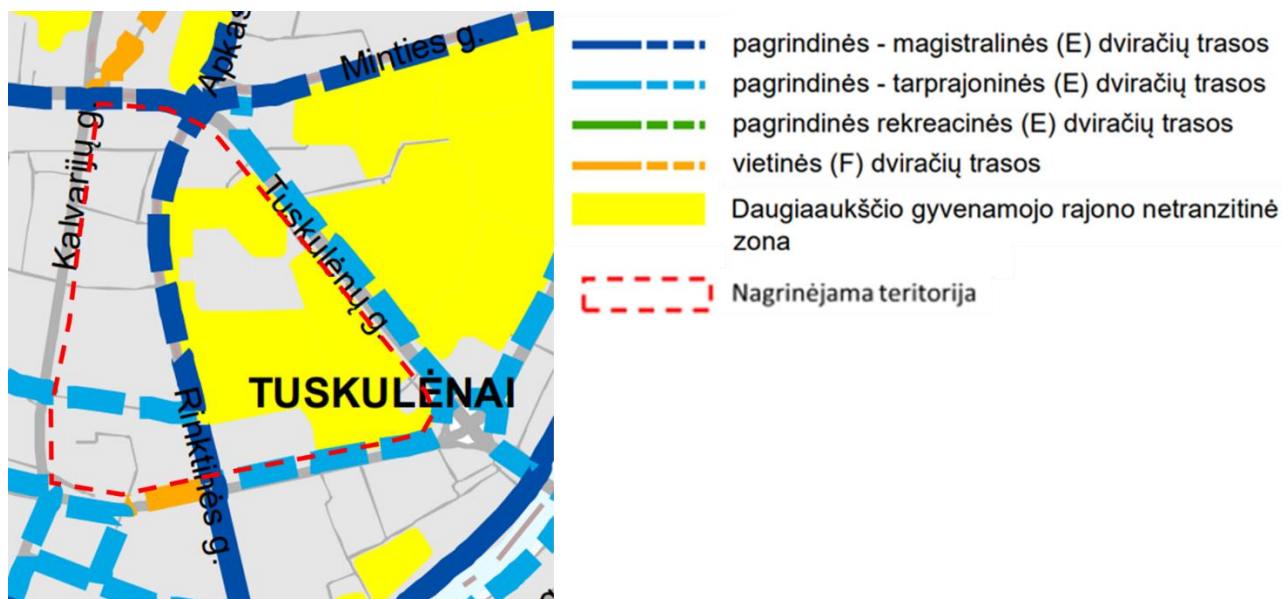 Apkas
Minties g.
Kalvarijų g.
Tuskulėnų g.
TUSKULĖNAI
Rinktinės g.
g
pagrindinės - magistralinės (E) dviračių trasos
pagrindinės - tarprajoninės (E) dviračių trasos
pagrindinės rekreacinės (E) dviračių trasos
vietinės (F) dviračių trasos
Daugiaaukščio gyvenamojo rajono netranzitinė
zona
Nagrinėjama teritorija